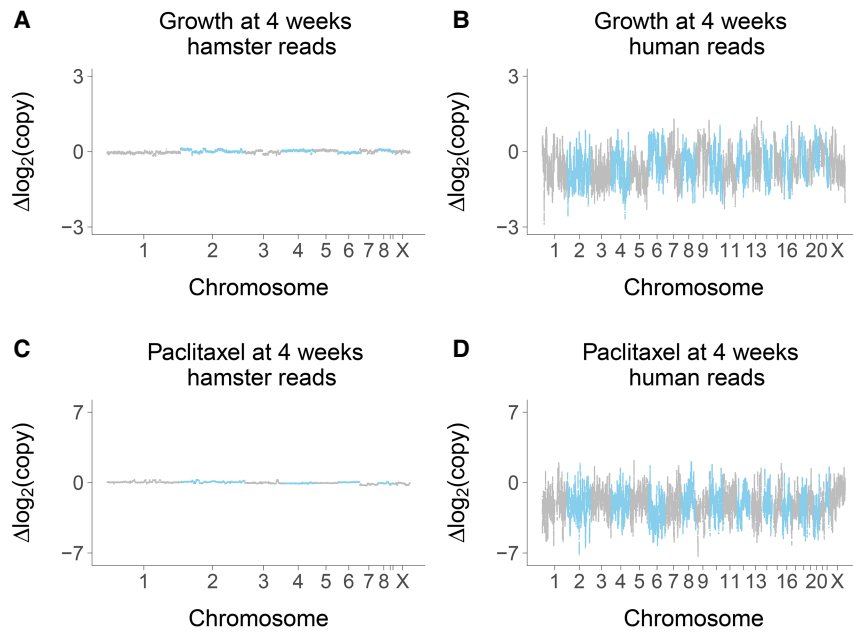 A
Growth at 4 weeks
hamster reads
Δlog2(copy)
3
0
−3
1 2 3 4 5 6 7 8 X
Chromosome
B
Growth at 4 weeks
human reads
Δlog2(copy)
3
0
−3
1 2 3 4 5 6 7 8 9 11 13 16 20 X
Chromosome
C
Paclitaxel at 4 weeks
hamster reads
Δlog2(copy)
7
0
−7
1 2 3 4 5 6 7 8 X
Chromosome
D
Paclitaxel at 4 weeks
human reads
Δlog2(copy)
7
0
−7
1 2 3 4 5 6 7 8 9 11 13 16 20 X
Chromosome